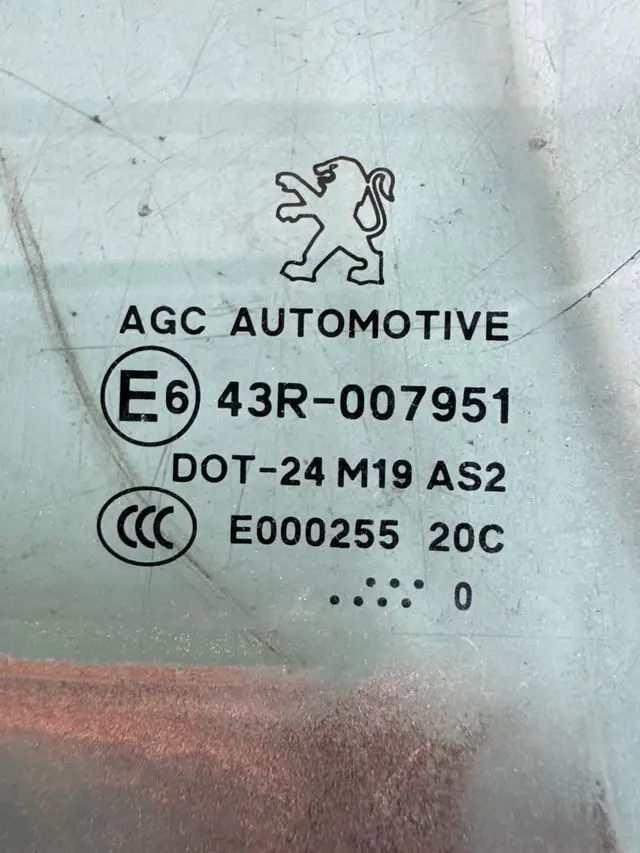 AGC AUTOMOTIVE
E6 43R-007951
DOT-24 M19 AS2
CCC E000255 20C
0